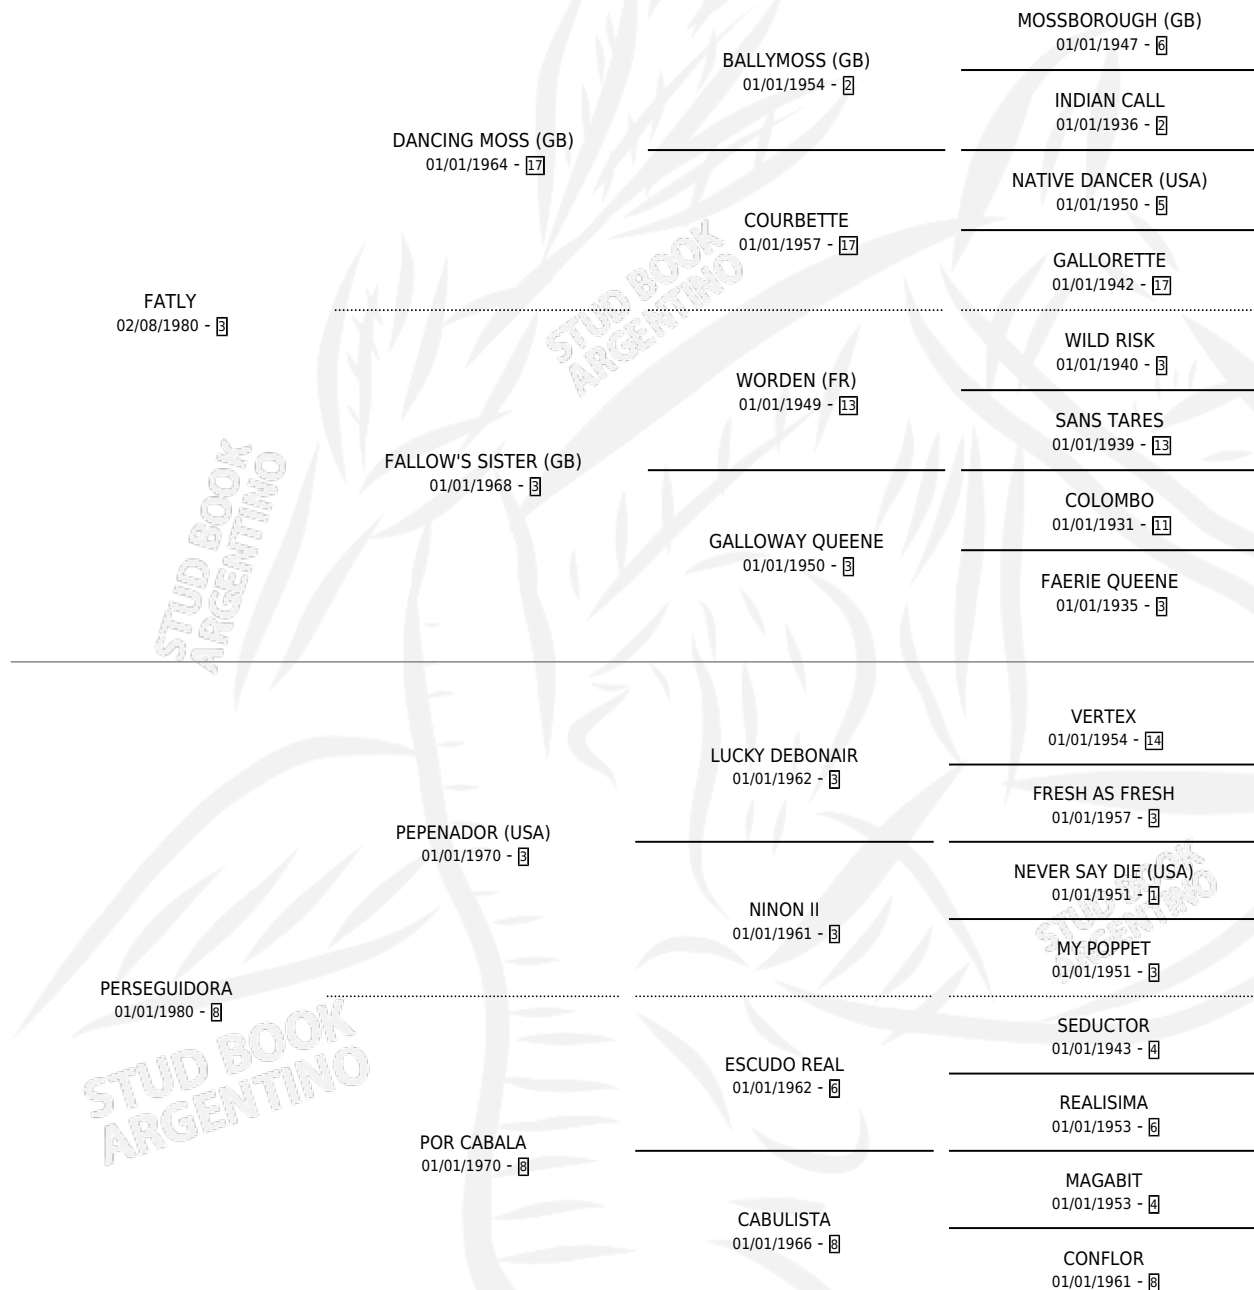 MOSSBOROUGH (GB)
01/01/1947 - 6
BALLYMOSS (GB)
01/01/1954 - 2
INDIAN CALL
01/01/1936 - 2
DANCING MOSS (GB)
01/01/1964 - 17
NATIVE DANCER (USA)
01/01/1950 - 5
COURBETTE
01/01/1957 - 17
GALLORETTE
01/01/1942 - 17
FATLY
02/08/1980 - 3
WILD RISK
01/01/1940 - 3
WORDEN (FR)
01/01/1949 - 13
SANS TARES
01/01/1939 - 13
FALLOW'S SISTER (GB)
01/01/1968 - 3
COLOMBO
01/01/1931 - 11
GALLOWAY QUEENE
01/01/1950 - 3
FAERIE QUEENE
01/01/1935 - 3
VERTEX
01/01/1954 - 14
LUCKY DEBONAIR
01/01/1962 - 3
FRESH AS FRESH
01/01/1957 - 3
PEPENADOR (USA)
01/01/1970 - 3
NEVER SAY DIE (USA)
01/01/1951 - 1
NINON II
01/01/1961 - 3
MY POPPET
01/01/1951 - 3
PERSEGUIDORA
01/01/1980 - 8
SEDUCTOR
01/01/1943 - 4
ESCUDO REAL
01/01/1962 - 6
REALISIMA
01/01/1953 - 6
POR CABALA
01/01/1970 - 8
MAGABIT
01/01/1953 - 4
CABULISTA
01/01/1966 - 8
CONFLOR
01/01/1961 - 8
STUD BOOK
ARGENTINO
STUD BOOK
ARGENTINO
STUD BOOK
ARGENTINO
STUD BOOK
ARGENTINO